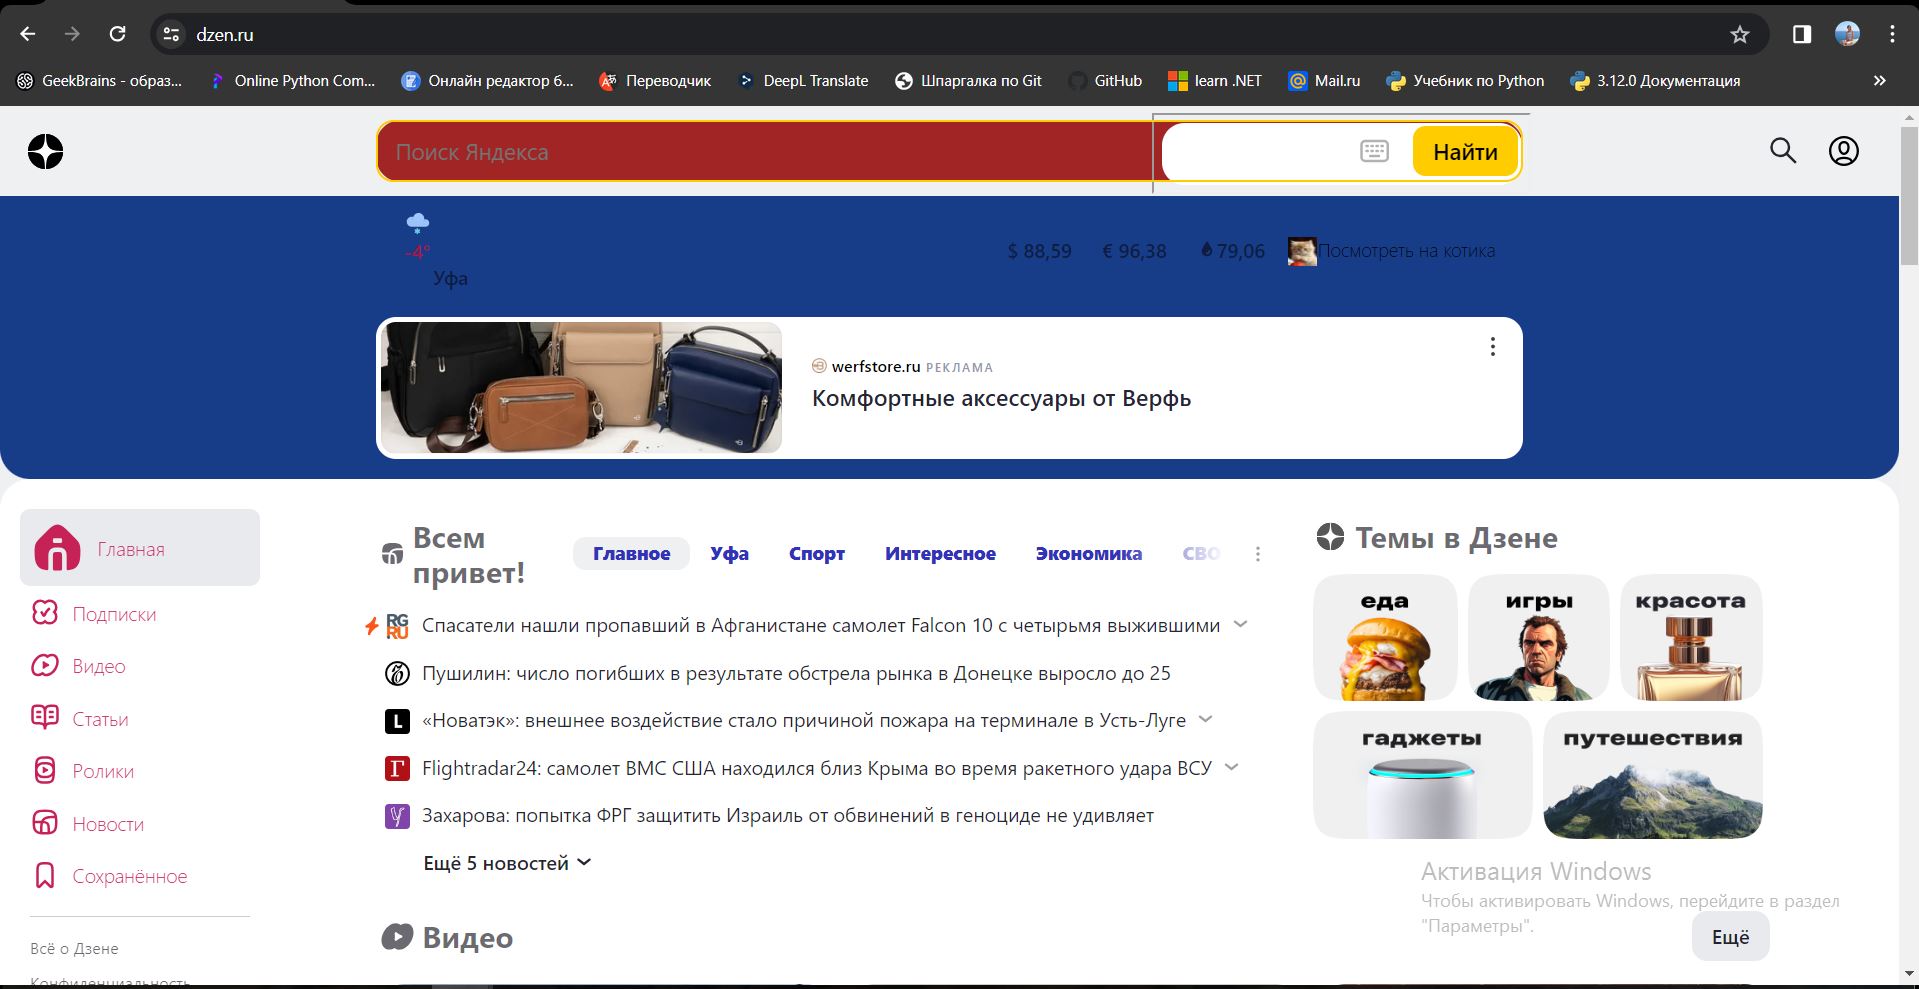 dzen.ru
GeekBrains - образ...
Online Python Com...
Онлайн редактор б...
Переводчик
DeepL Translate
Шпаргалка по Git
GitHub
learn .NET
Mail.ru
Учебник по Python
3.12.0 Документация
Поиск Яндекса
Найти
-4°
Уфа
$ 88,59
€ 96,38
79,06
Посмотреть на котика
werfstore.ru РЕКЛАМА
Комфортные аксессуары от Верфь
Главная
Подписки
Видео
Статьи
Ролики
Новости
Сохранённое
Всё о Дзене
Конфиденциальность
Всем
привет!
Главное
Уфа
Спорт
Интересное
Экономика
СВО
RG
RU
Спасатели нашли пропавший в Афганистане самолет Falcon 10 с четырьмя выжившими
Пушилин: число погибших в результате обстрела рынка в Донецке выросло до 25
L
«Новатэк»: внешнее воздействие стало причиной пожара на терминале в Усть-Луге
Г
Flightradar24: самолет ВМС США находился близ Крыма во время ракетного удара ВСУ
Захарова: попытка ФРГ защитить Израиль от обвинений в геноциде не удивляет
Ещё 5 новостей
Видео
Темы в Дзене
еда
игры
красота
гаджеты
путешествия
Активация Windows
Чтобы активировать Windows, перейдите в раздел
"Параметры".
Ещё